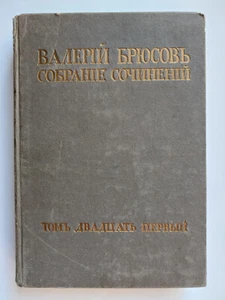 ВАЛЕРІЙ БРЮСОВЪ
СОБРАНІЕ СОЧИНЕНІЙ
ТОМЪ ДВАДЦАТЬ ПЕРВЫЙ